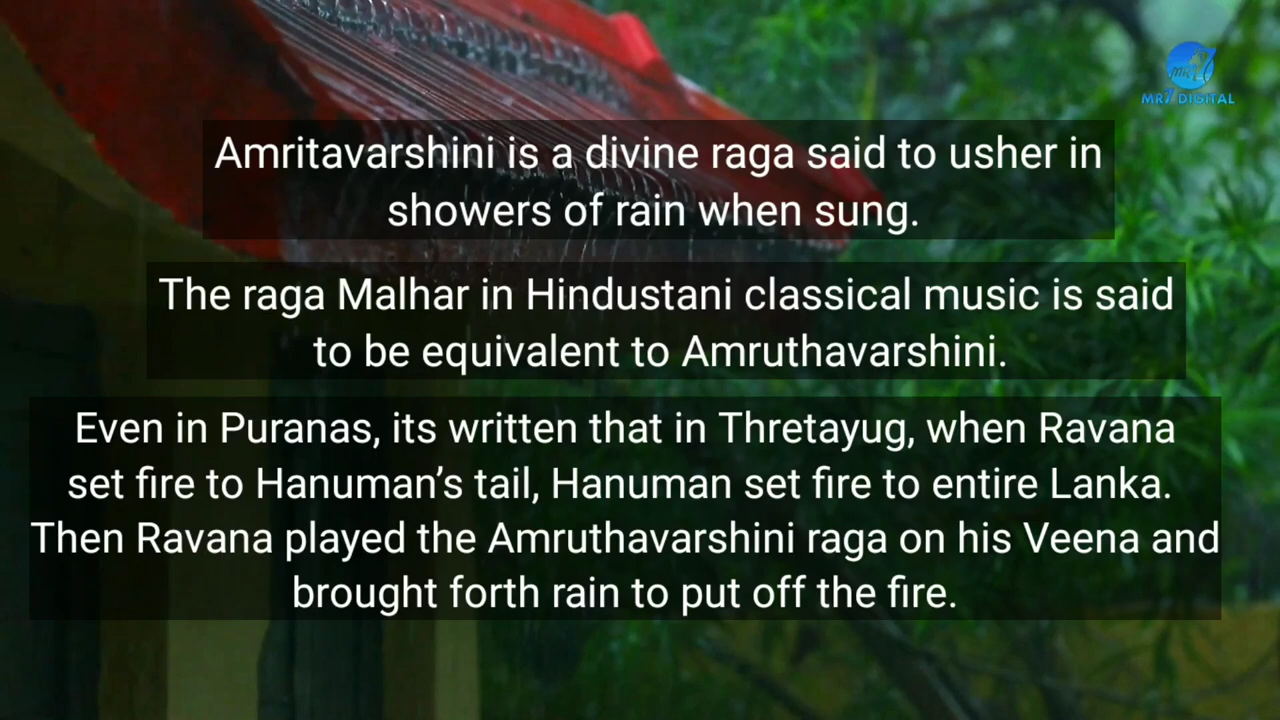 MR7 DIGITAL
Amritavarshini is a divine raga said to usher in
showers of rain when sung.
The raga Malhar in Hindustani classical music is said
to be equivalent to Amruthavarshini.
Even in Puranas, its written that in Thretayug, when Ravana
set fire to Hanuman’s tail, Hanuman set fire to entire Lanka.
Then Ravana played the Amruthavarshini raga on his Veena and
brought forth rain to put off the fire.